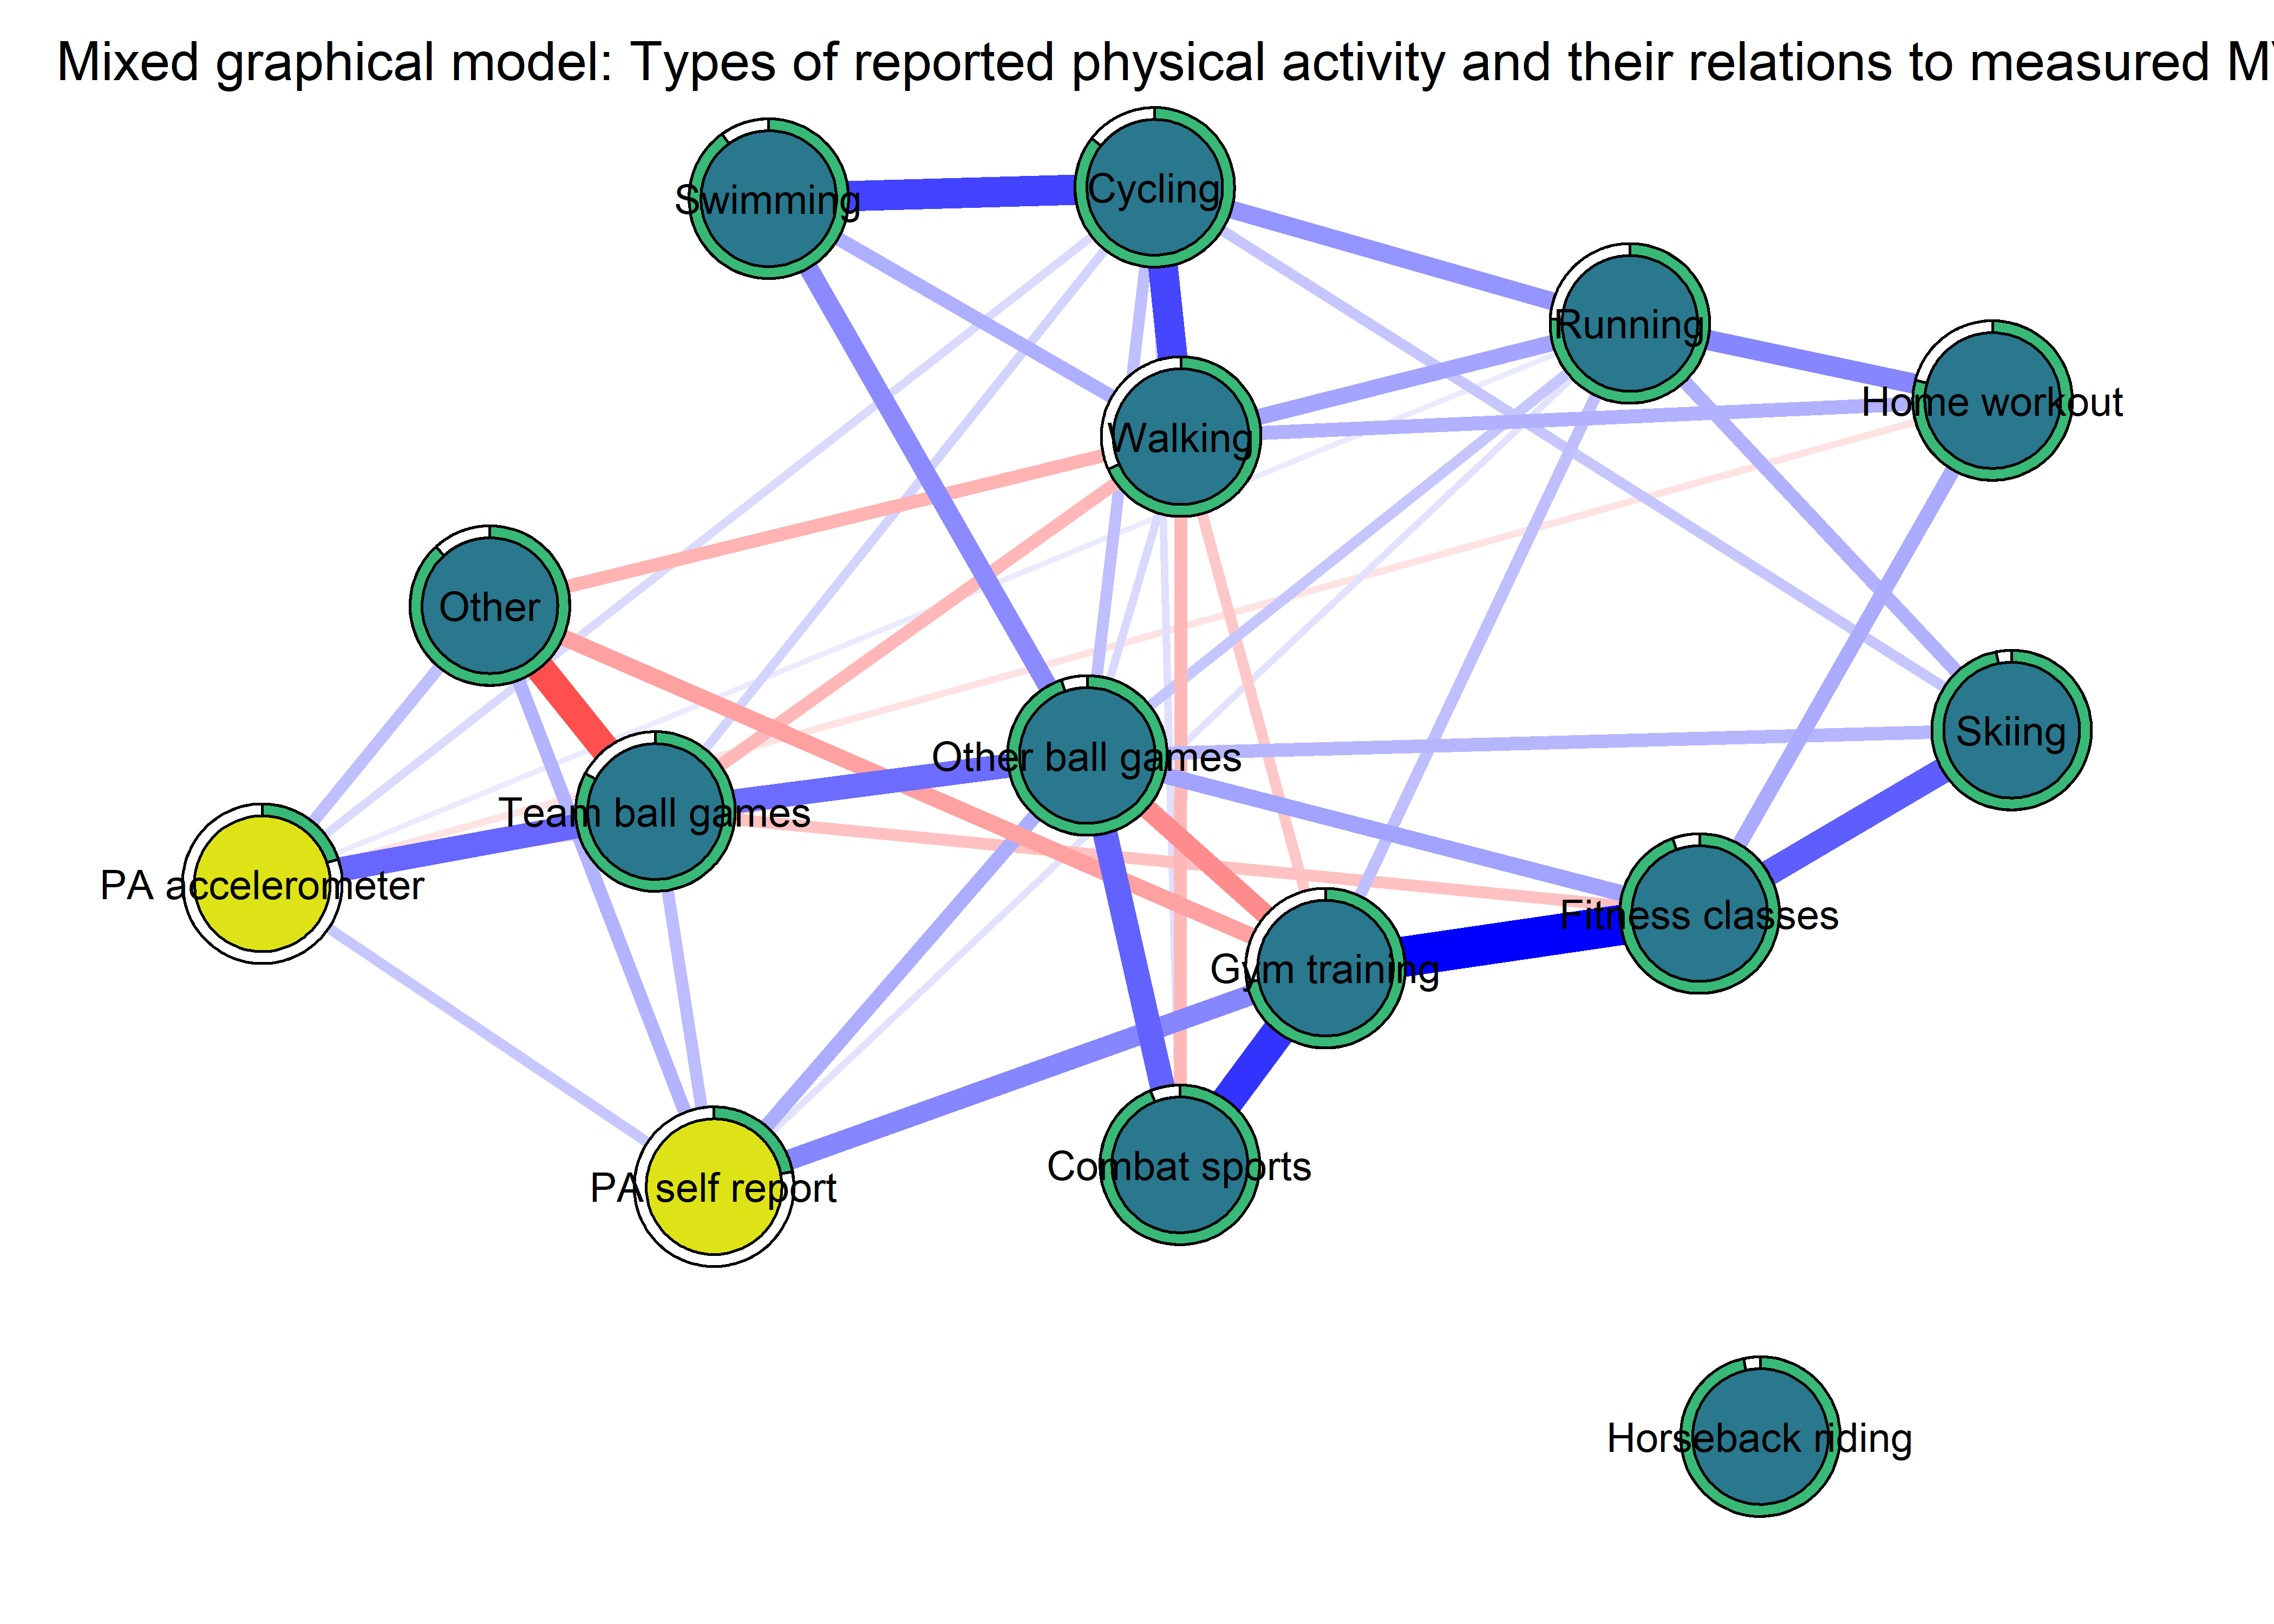 Mixed graphical model: Types of reported physical activity and their relations to measured
Swimming
Cycling
Running
Home workout
Walking
Other
Skiing
Other ball games
Team ball games
PA accelerometer
Fitness classes
Gym training
Combat sports
PA self report
Horseback riding